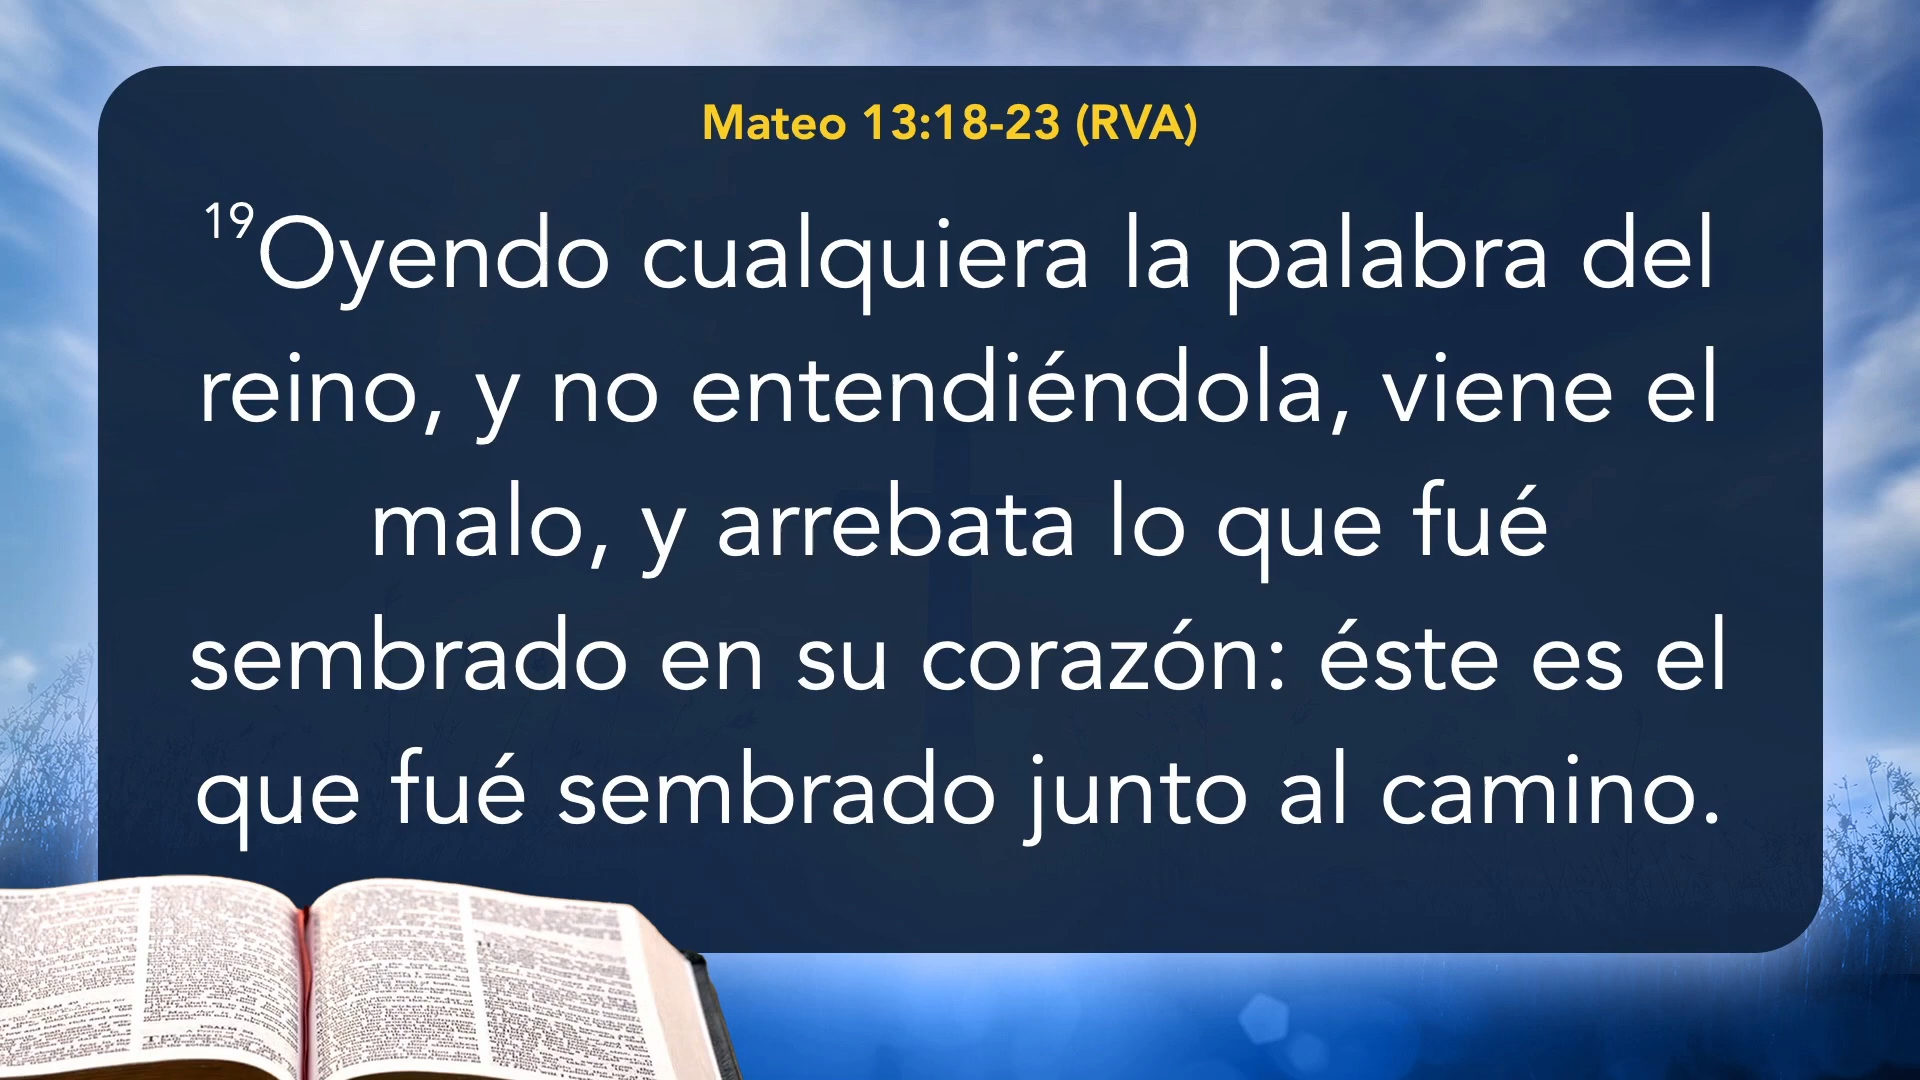 Mateo 13:18-23 (RVA)
19Oyendo cualquiera la palabra del
reino, y no entendiéndola, viene el
malo, y arrebata lo que fué
sembrado en su corazón: éste es el
que fué sembrado junto al camino.